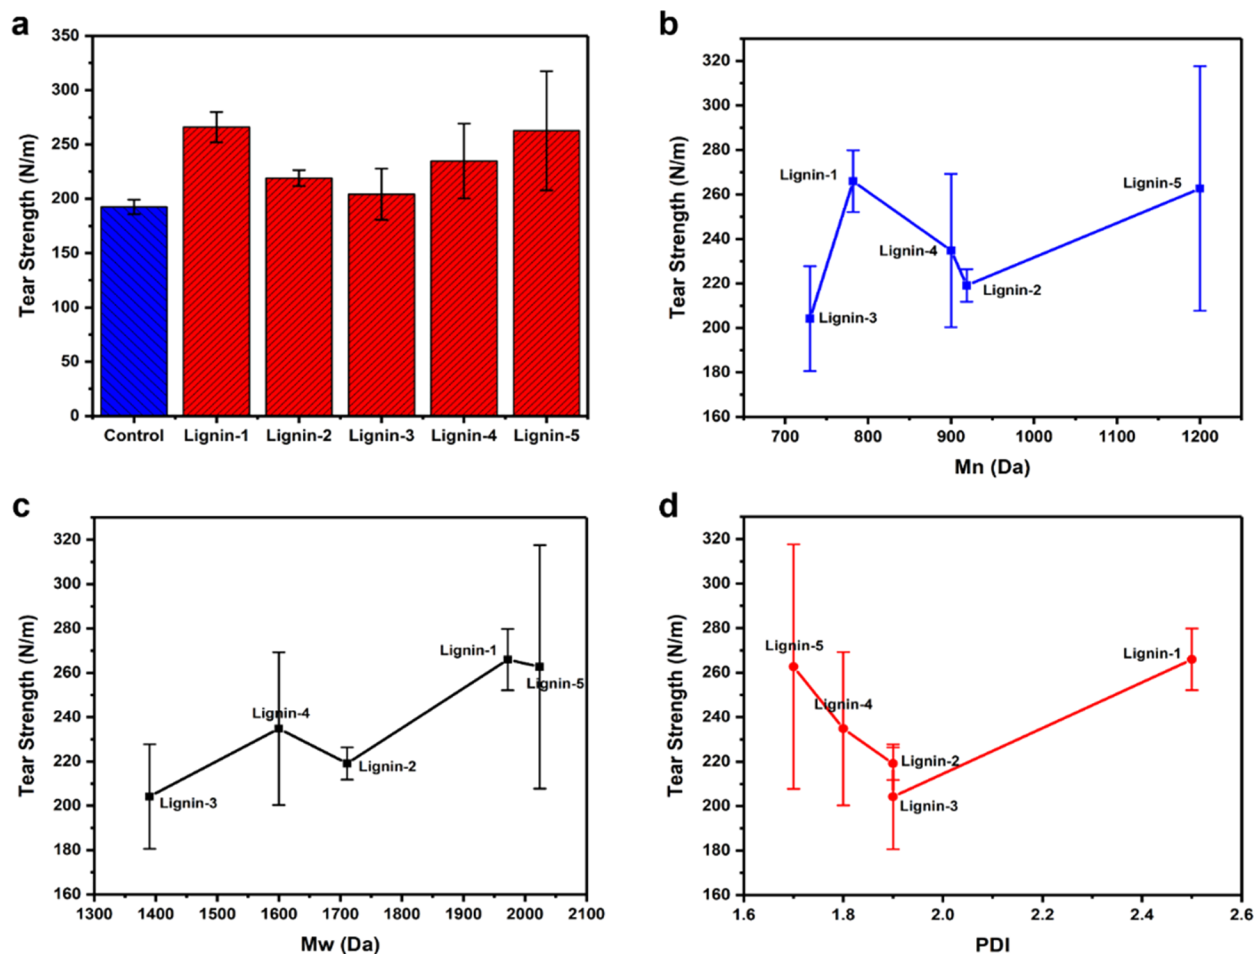 a
350
300
250
200
150
100
50
0
Tear Strength (N/m)
Control Lignin-1 Lignin-2 Lignin-3 Lignin-4 Lignin-5
b
320
300
280
260
240
220
200
180
160
Tear Strength (N/m)
Lignin-1
Lignin-5
Lignin-4
Lignin-2
Lignin-3
700 800 900 1000 1100 1200
Mn (Da)
c
320
300
280
260
240
220
200
180
160
Tear Strength (N/m)
Lignin-1
Lignin-5
Lignin-4
Lignin-2
Lignin-3
1300 1400 1500 1600 1700 1800 1900 2000 2100
Mw (Da)
d
320
300
280
260
240
220
200
180
160
Tear Strength (N/m)
Lignin-5
Lignin-1
Lignin-4
Lignin-2
Lignin-3
1.6 1.8 2.0 2.2 2.4 2.6
PDI